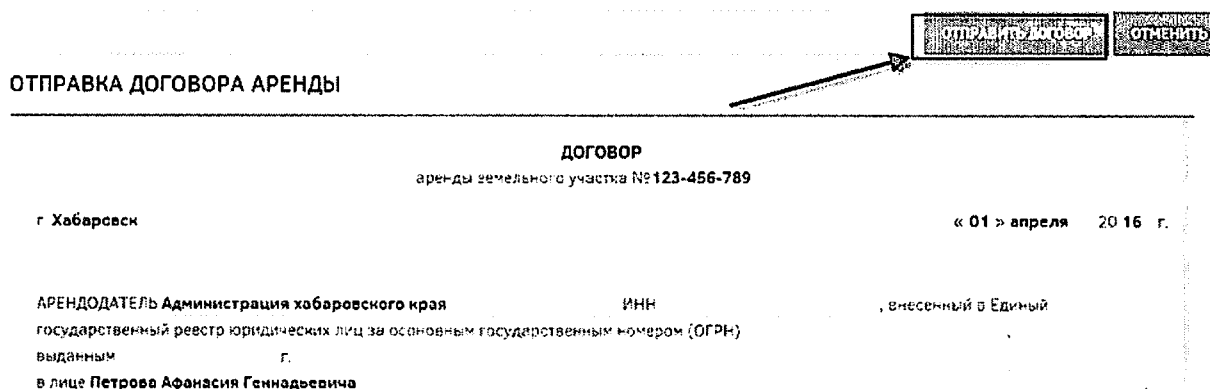 ОТПРАВИТЬ ДОГОВОР ОТМЕНИТЬ
ОТПРАВКА ДОГОВОРА АРЕНДЫ
ДОГОВОР
аренды земельного участка №123-456-789
г Хабаровск « 01 » апреля 20 16 г.
АРЕНДОДАТЕЛЬ Администрация хабаровского края ИНН , внесенный в Единый
государственный реестр юридических лиц за основным государственным номером (ОГРН) ,
выданным г.
в лице Петрова Афанасия Геннадьевича